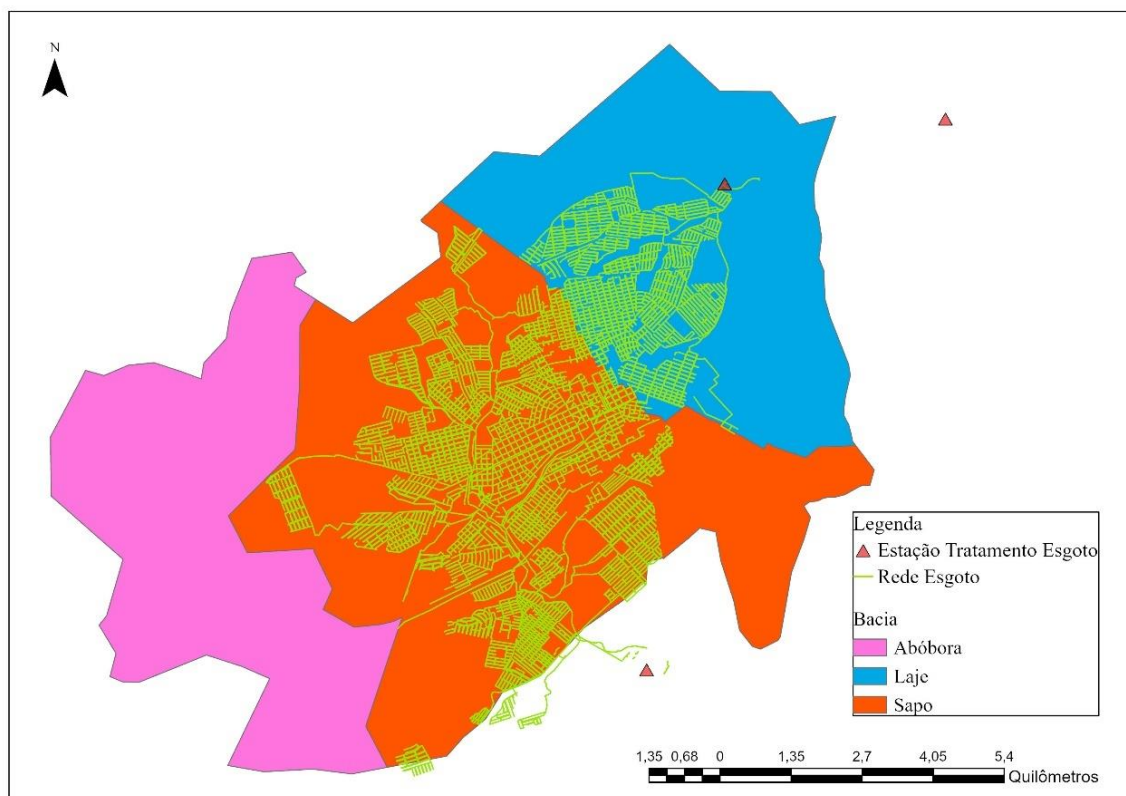 N
Legenda
Estação Tratamento Esgoto
Rede Esgoto
Bacia
Abóbora
Laje
Sapo
1,35 0,68 0 1,35 2,7 4,05 5,4
Quilômetros